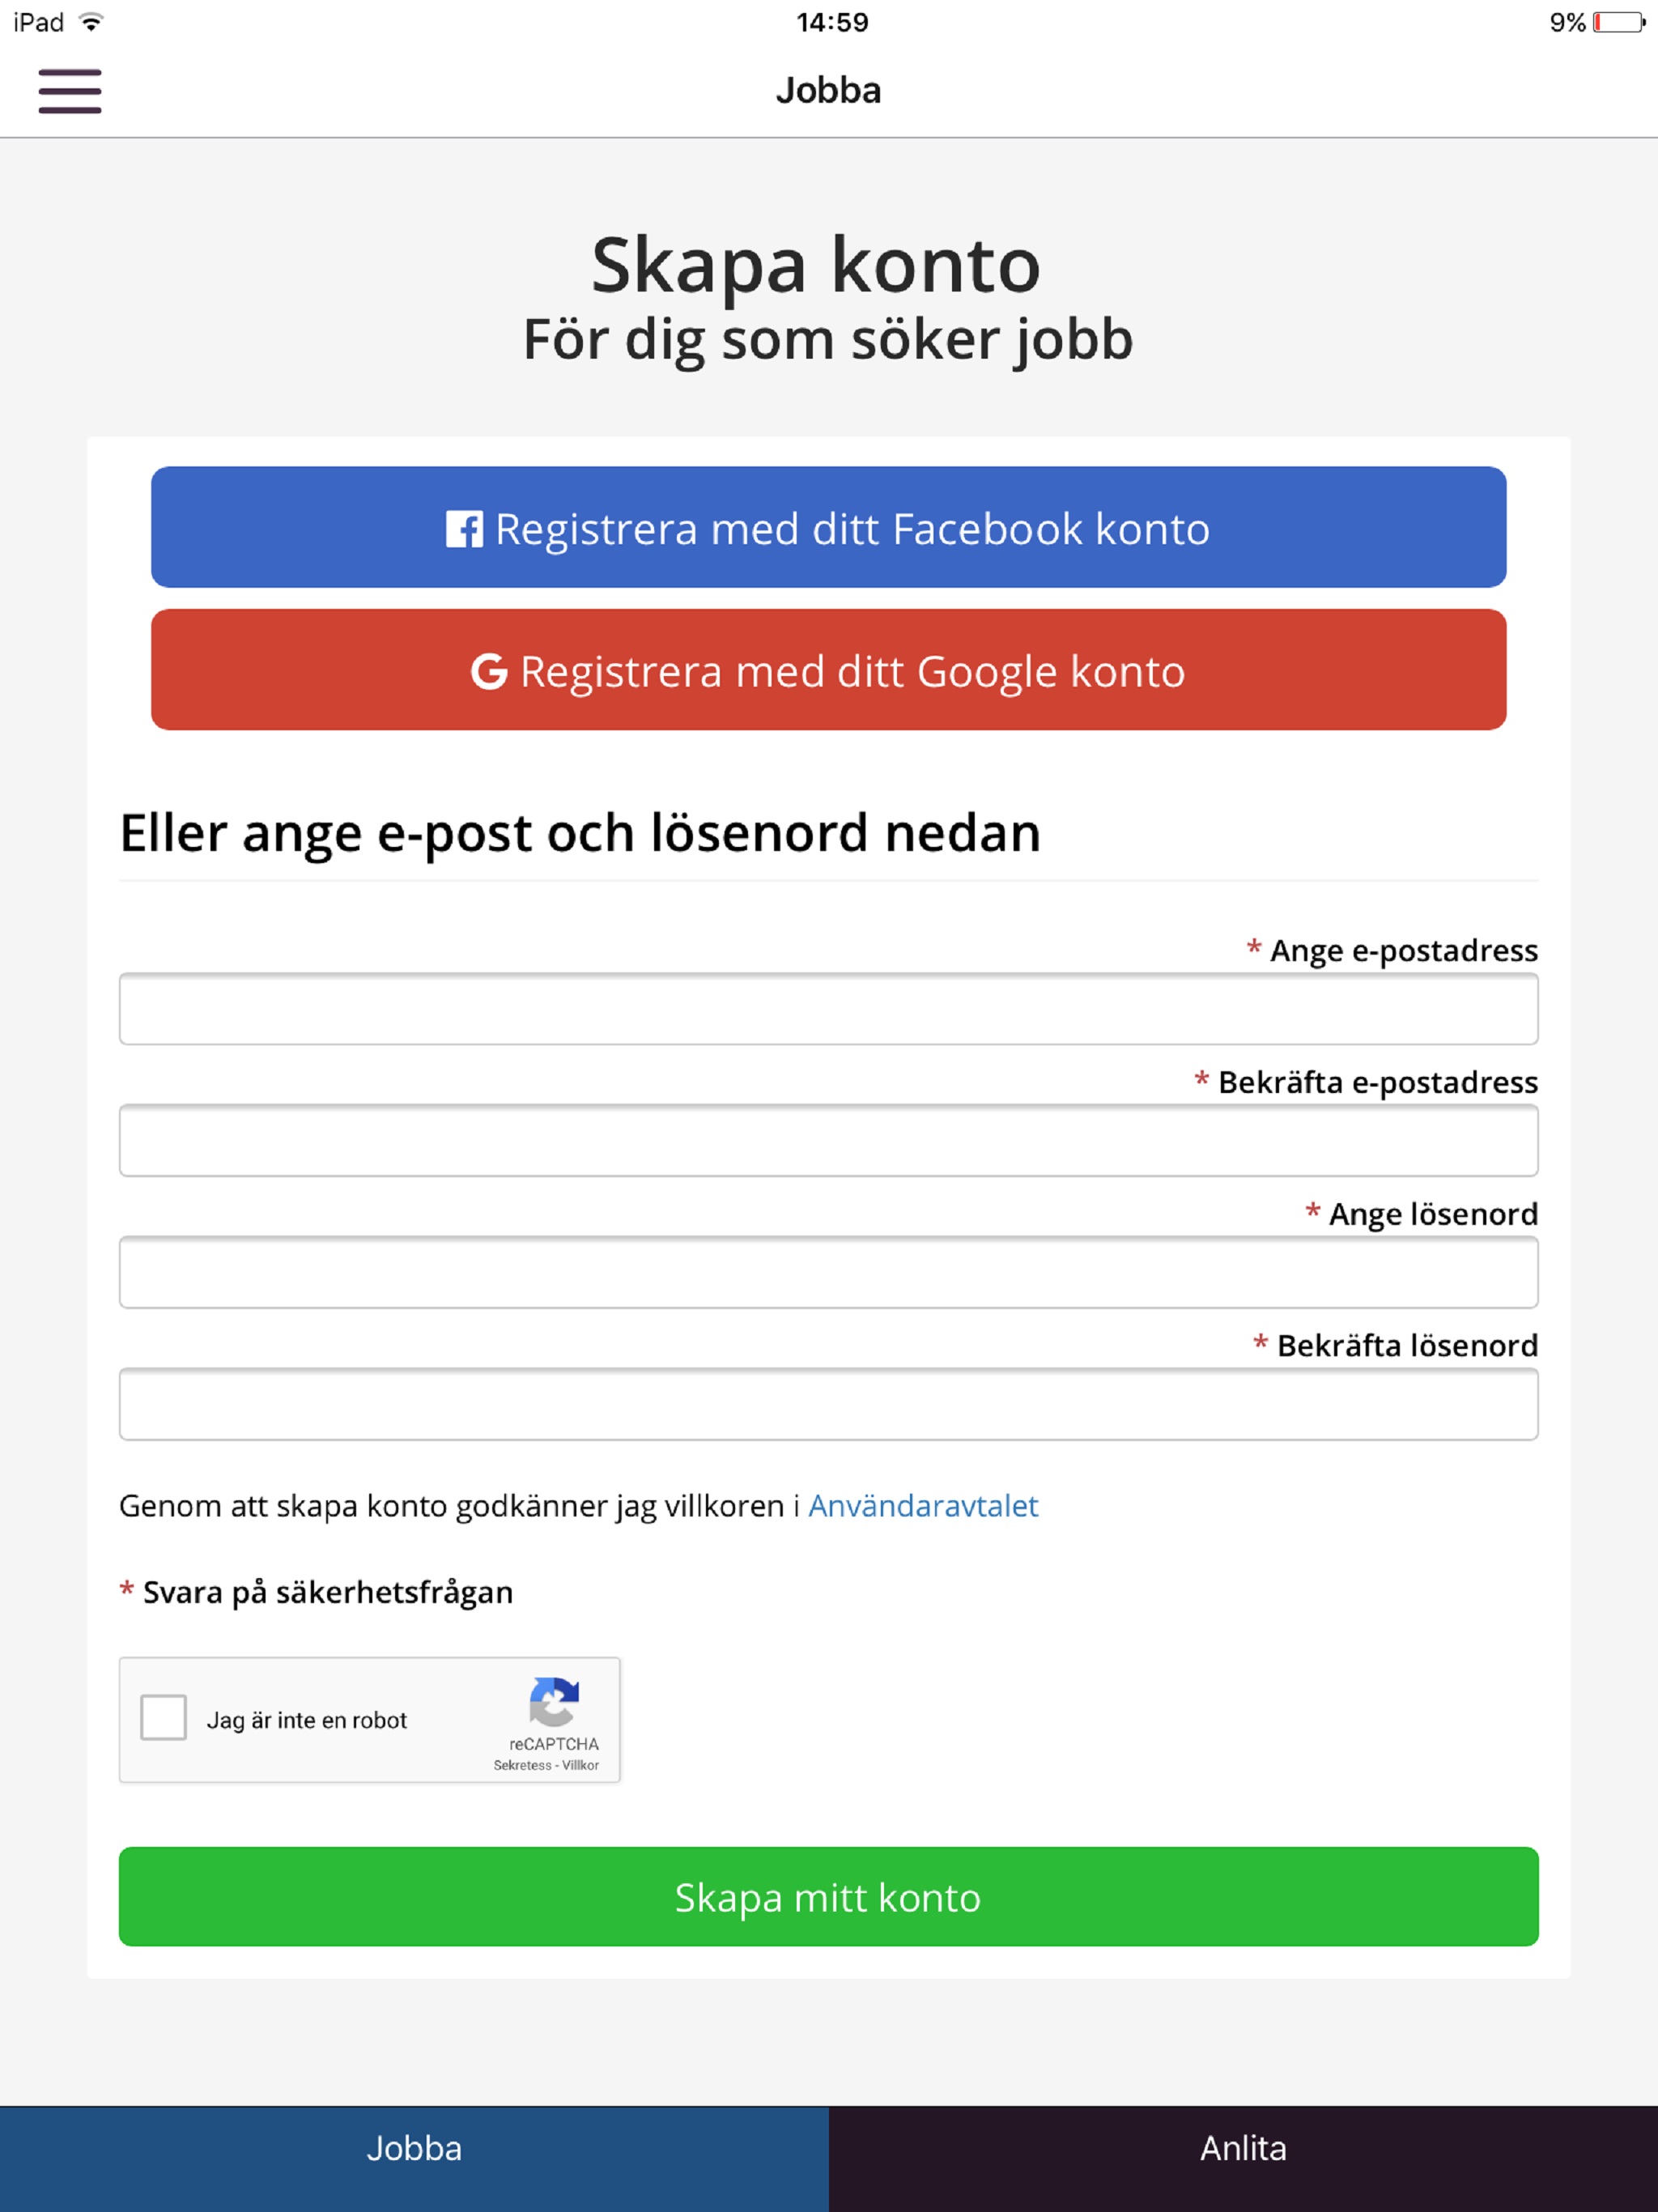 iPad 14:59 9%
Jobba
Skapa konto
För dig som söker jobb
Registrera med ditt Facebook konto
G Registrera med ditt Google konto
Eller ange e-post och lösenord nedan
* Ange e-postadress
* Bekräfta e-postadress
* Ange lösenord
* Bekräfta lösenord
Genom att skapa konto godkänner jag villkoren i Användaravtalet
* Svara på säkerhetsfrågan
Jag är inte en robot
reCAPTCHA
Sekretess - Villkor
Skapa mitt konto
Jobba Anlita